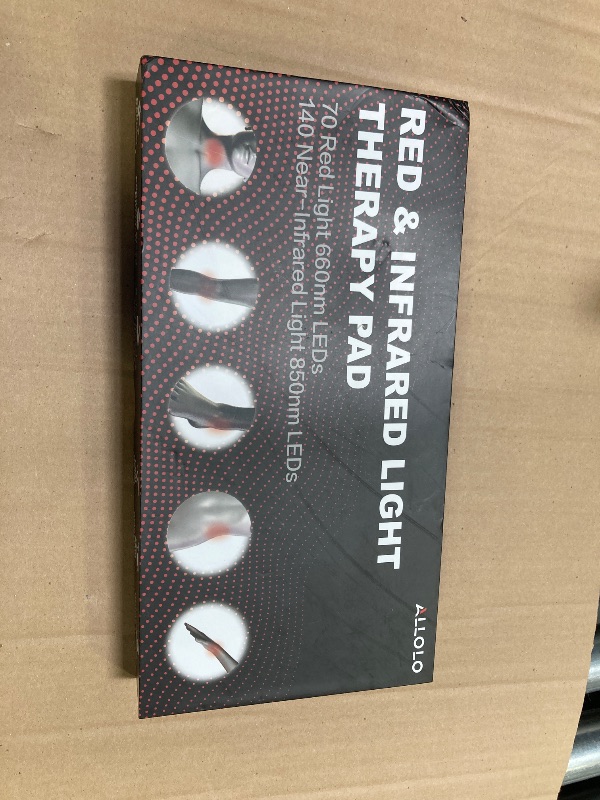 ALLOLO
RED & INFRARED LIGHT
THERAPY PAD
70 Red Light 660nm LEDs
140 Near-Infrared Light 850nm LEDs